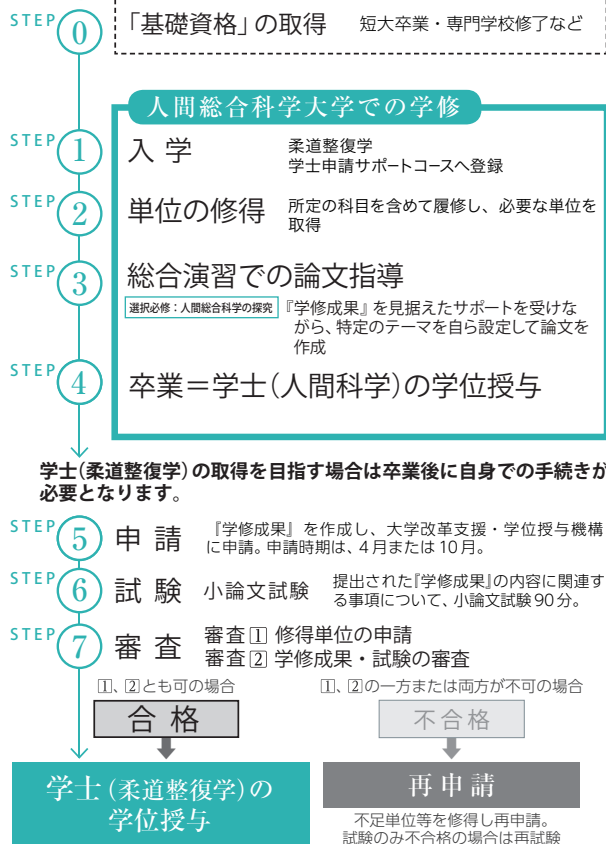 STEP 0 「基礎資格」の取得 短大卒業・専門学校修了など
人間総合科学大学での学修
STEP 1 入学 柔道整復学
学士申請サポートコースへ登録
STEP 2 単位の修得 所定の科目を含めて履修し、必要な単位を
取得
STEP 3 総合演習での論文指導
選択必修：人間総合科学の探究 『学修成果』を見据えたサポートを受けな
がら、特定のテーマを自ら設定して論文を
作成
STEP 4 卒業＝学士（人間科学）の学位授与
学士（柔道整復学）の取得を目指す場合は卒業後に自身での手続きが
必要となります。
STEP 5 申請 『学修成果』を作成し、大学改革支援・学位授与機構
に申請。申請時期は、4月または10月。
STEP 6 試験 小論文試験 提出された『学修成果』の内容に関連す
る事項について、小論文試験90分。
STEP 7 審査 審査1 修得単位の申請
審査2 学修成果・試験の審査
1、2とも可の場合
合格
学士（柔道整復学）の
学位授与
1、2の一方または両方が不可の場合
不合格
再申請
不足単位等を修得し再申請。
試験のみ不合格の場合は再試験